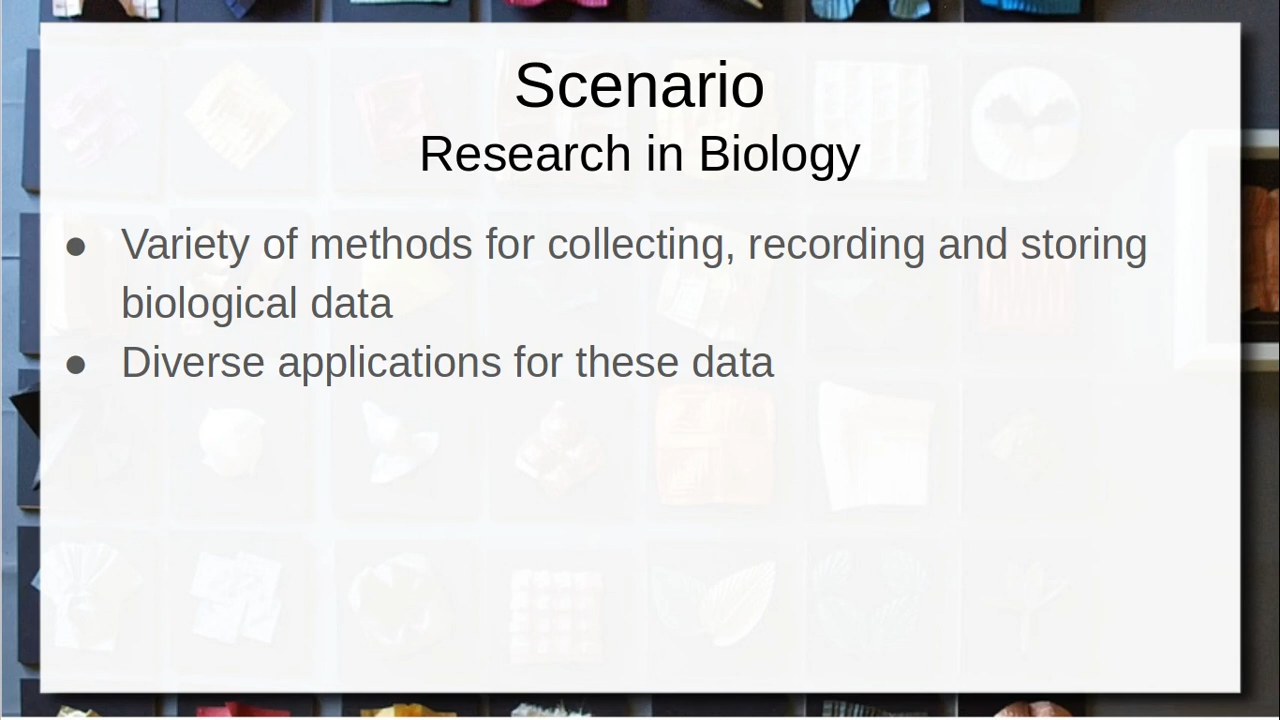 Scenario
Research in Biology
● Variety of methods for collecting, recording and storing
biological data
● Diverse applications for these data